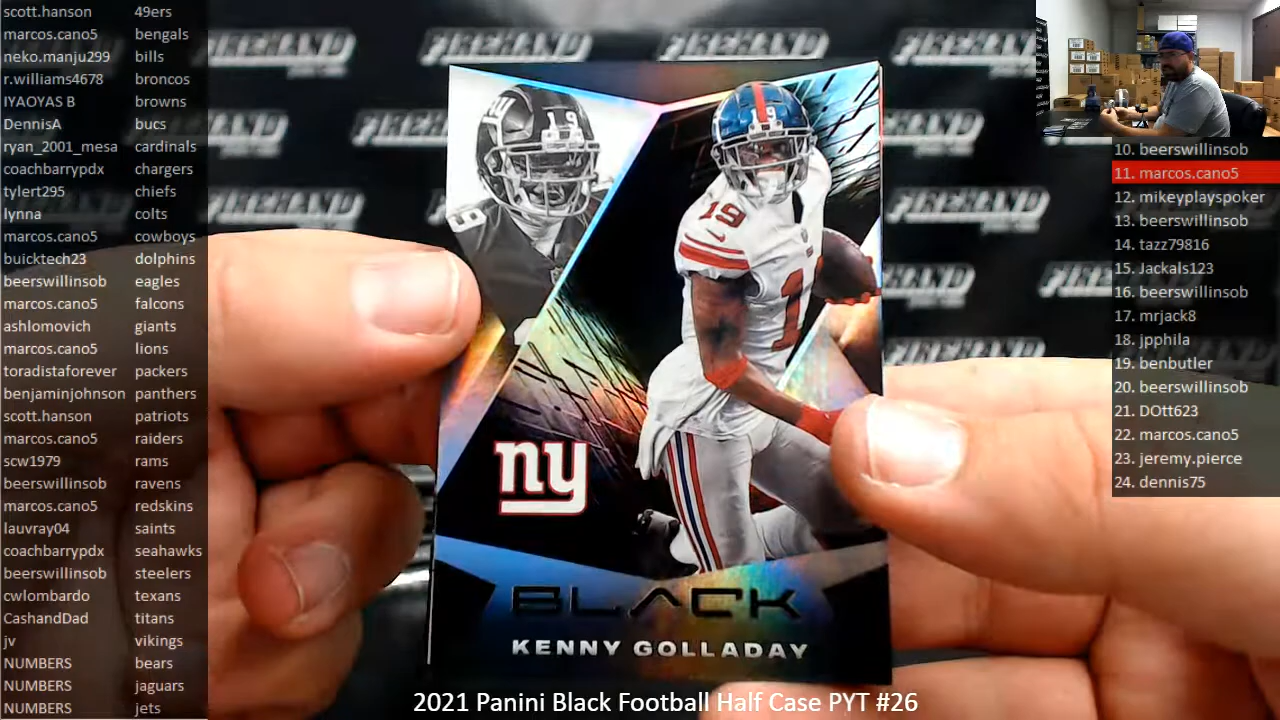 scott.hanson 49ers
marcos.cano5 bengals
neko.manju299 bills
r.williams4678 broncos
IYAOYAS B browns
DennisA bucs
ryan_2001_mesa cardinals
coachbarrypdx chargers
tylert295 chiefs
lynna colts
marcos.cano5 cowboys
buicktech23 dolphins
beerswillinsob eagles
marcos.cano5 falcons
ashlomovich giants
marcos.cano5 lions
toradistaforever packers
benjaminjohnson panthers
scott.hanson patriots
marcos.cano5 raiders
scw1979 rams
beerswillinsob ravens
marcos.cano5 redskins
lauvray04 saints
coachbarrypdx seahawks
beerswillinsob steelers
cwlombardo texans
CashandDad titans
jv vikings
NUMBERS bears
NUMBERS jaguars
NUMBERS jets
FIREHAND FIREHAND FIREHAND FIREHAND
19
19
19
ny
BLACK
KENNY GOLLADAY
2021 Panini Black Football Half Case PYT #26
10. beerswillinsob
11. marcos.cano5
12. mikeyplayspoker
13. beerswillinsob
14. tazz79816
15. Jackals123
16. beerswillinsob
17. mrjack8
18. jpphila
19. benbutler
20. beerswillinsob
21. DOtt623
22. marcos.cano5
23. jeremy.pierce
24. dennis75